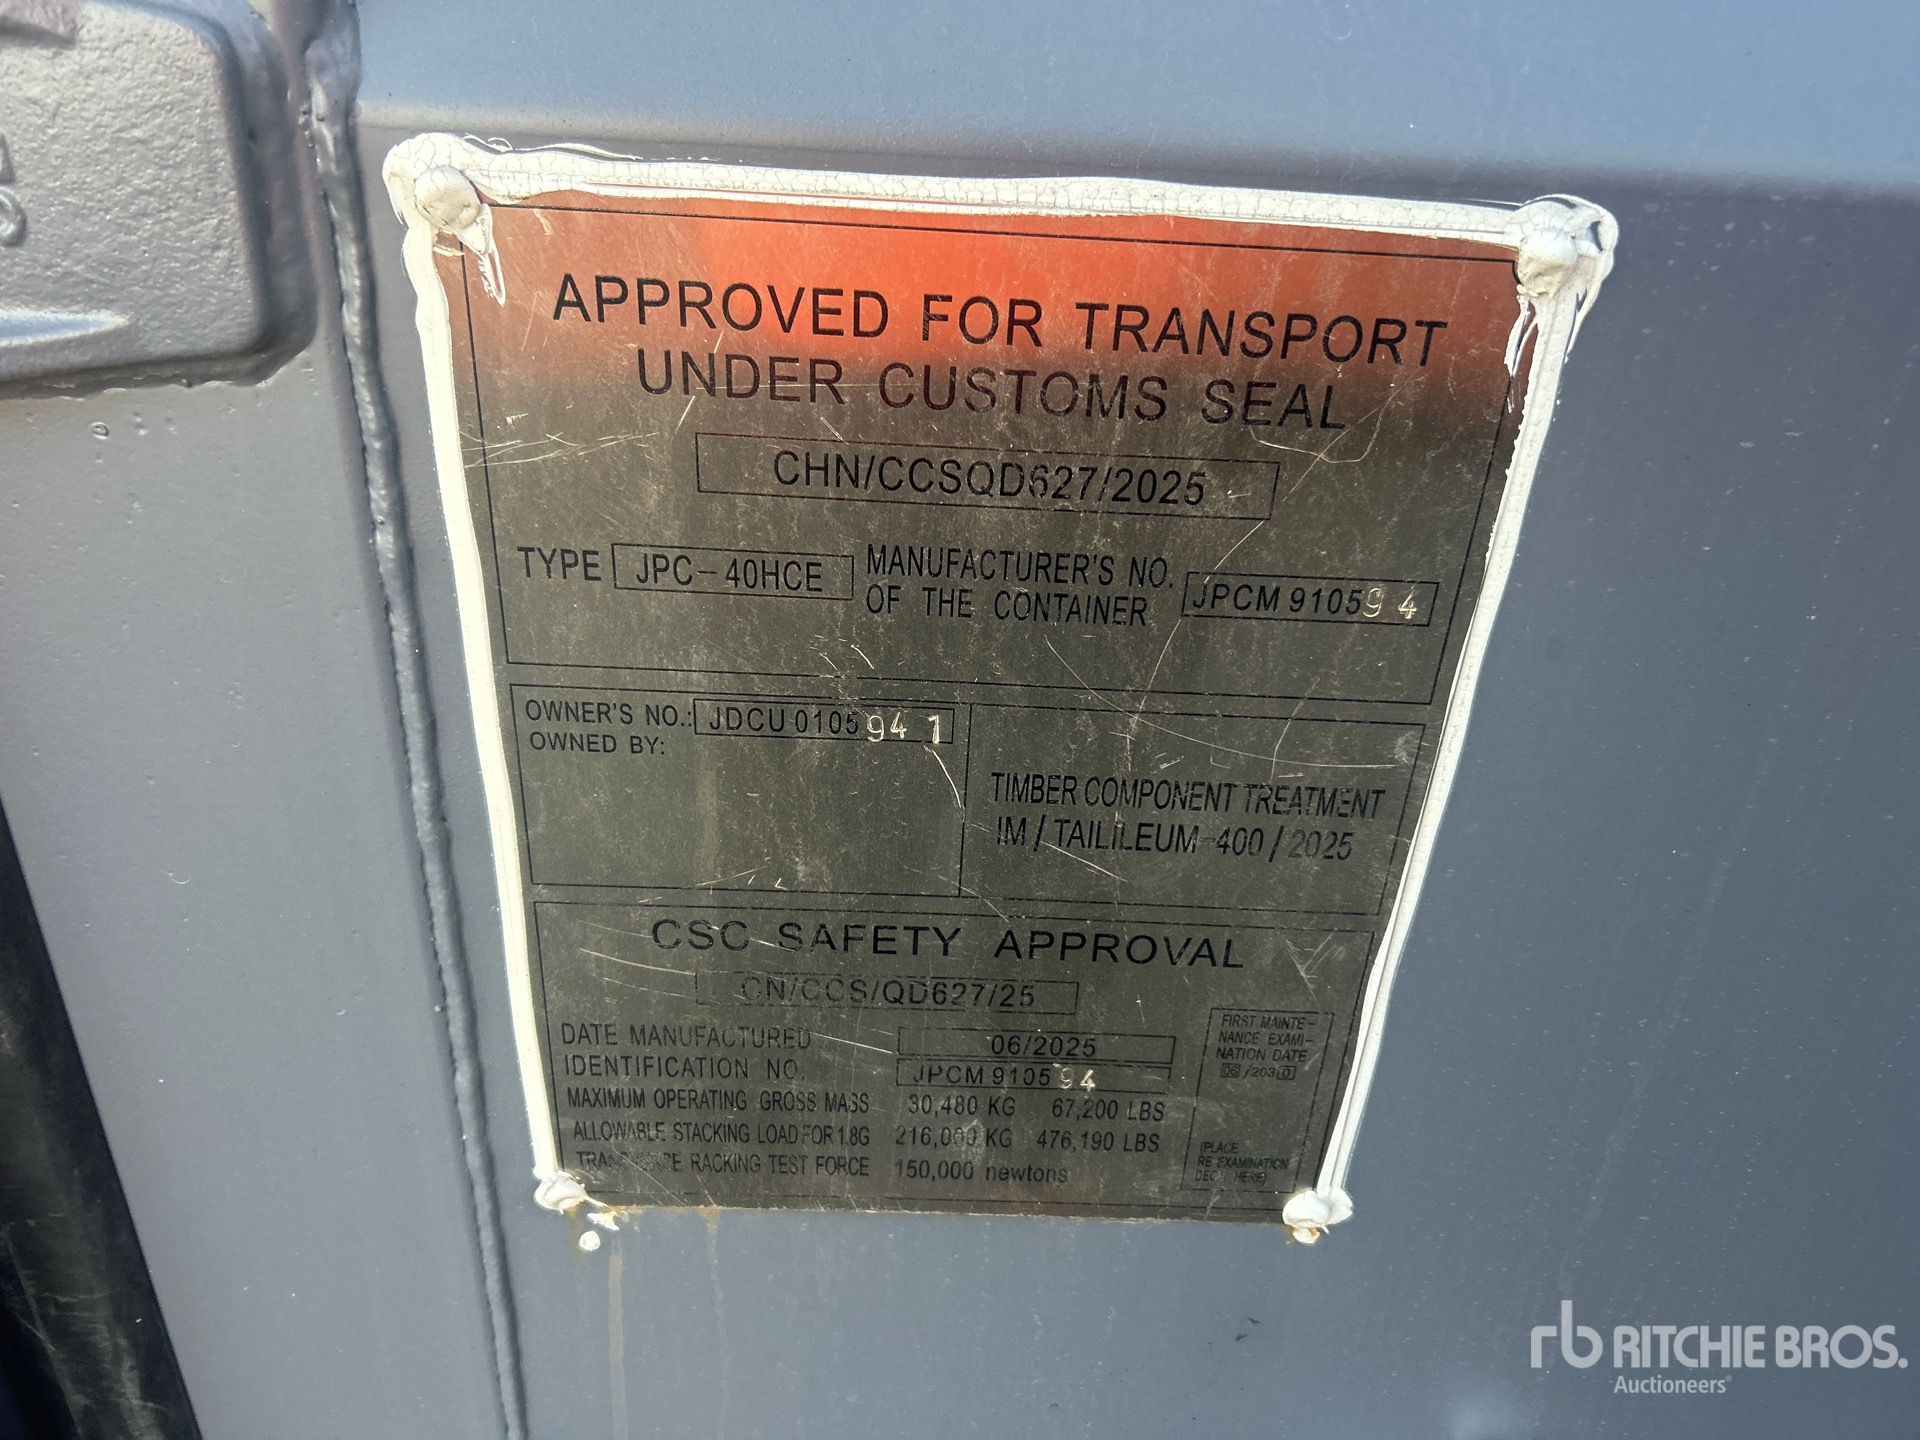 APPROVED FOR TRANSPORT
UNDER CUSTOMS SEAL
CHN/CCSQD627/2025
TYPE JPC-40HCE MANUFACTURER'S NO. OF THE CONTAINER JPCM 910594
OWNER'S NO.: JDCU 010594 1
OWNED BY:
TIMBER COMPONENT TREATMENT
IM / TAILILEUM-400 / 2025
CSC SAFETY APPROVAL
CN/CCS/QD627/25
DATE MANUFACTURED 06/2025
IDENTIFICATION NO. JPCM 910594
MAXIMUM OPERATING GROSS MASS 30,480 KG 67,200 LBS
ALLOWABLE STACKING LOAD FOR 1.8G 216,000 KG 476,190 LBS
TRANSVERSE RACKING TEST FORCE 150,000 newtons
FIRST MAINTE-
NANCE EXAMI-
NATION DATE
06 /2030
(PLACE
RE EXAMINATION
HERE)
rb RITCHIE BROS.
Auctioneers